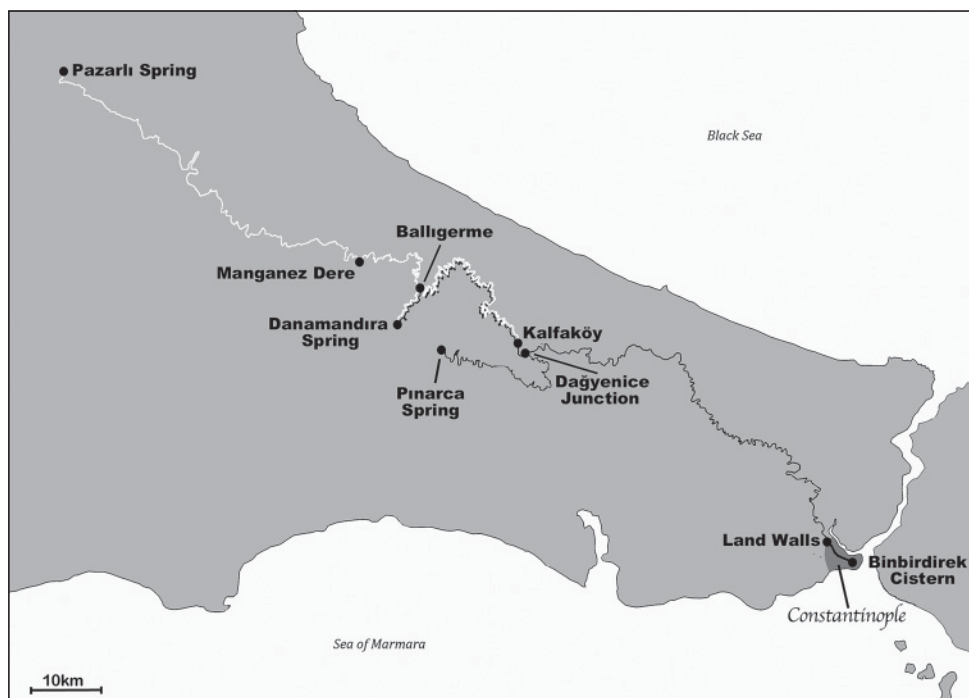 Pazarlı Spring
Black Sea
Ballıgerme
Manganez Dere
Danamandıra
Spring
Kalfaköy
Pınarca
Spring
Dağyenice
Junction
Land Walls
Binbirdirek
Cistern
Constantinople
Sea of Marmara
10km